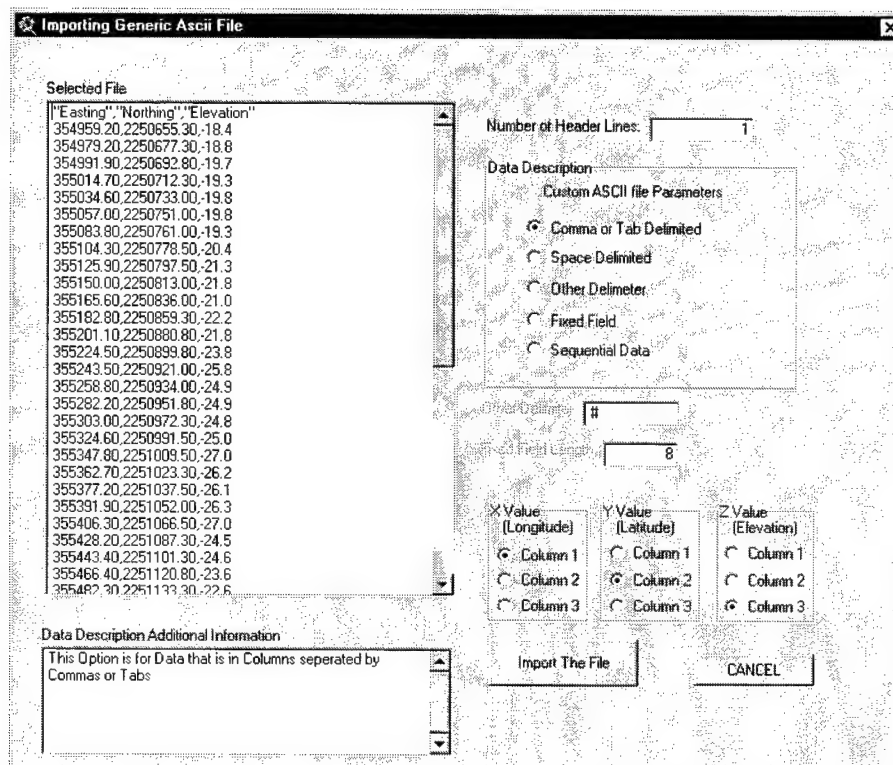 Importing Generic Ascii File
Selected File
"Easting","Northing","Elevation"
354959.20,2250655.30,-18.4
354979.20,2250677.30,-18.8
354991.90,2250692.80,-19.7
355014.70,2250712.30,-19.3
355034.60,2250733.00,-19.8
355057.00,2250751.00,-19.8
355083.80,2250761.00,-19.3
355104.30,2250778.50,-20.4
355125.90,2250797.50,-21.3
355150.00,2250813.00,-21.8
355165.60,2250836.00,-21.0
355182.80,2250859.30,-22.2
355201.10,2250880.80,-21.8
355224.50,2250899.80,-23.8
355243.50,2250921.00,-25.8
355258.80,2250934.00,-24.9
355282.20,2250951.80,-24.9
355303.00,2250972.30,-24.8
355324.60,2250991.50,-25.0
355347.80,2251009.50,-27.0
355362.70,2251023.30,-26.2
355377.20,2251037.50,-26.1
355391.90,2251052.00,-26.3
355406.30,2251066.50,-27.0
355428.20,2251087.30,-24.5
355443.40,2251101.30,-24.6
355466.40,2251120.80,-23.6
355482.30,2251133.30,-22.6
Number of Header Lines:
1
Data Description
Custom ASCII file Parameters
Comma or Tab Delimited
Space Delimited
Other Delimeter
Fixed Field
Sequential Data
#
8
X Value
(Longitude)
Column 1
Column 2
Column 3
Y Value
(Latitude)
Column 1
Column 2
Column 3
Z Value
(Elevation)
Column 1
Column 2
Column 3
Data Description Additional Information
This Option is for Data that is in Columns seperated by
Commas or Tabs
Import The File
CANCEL